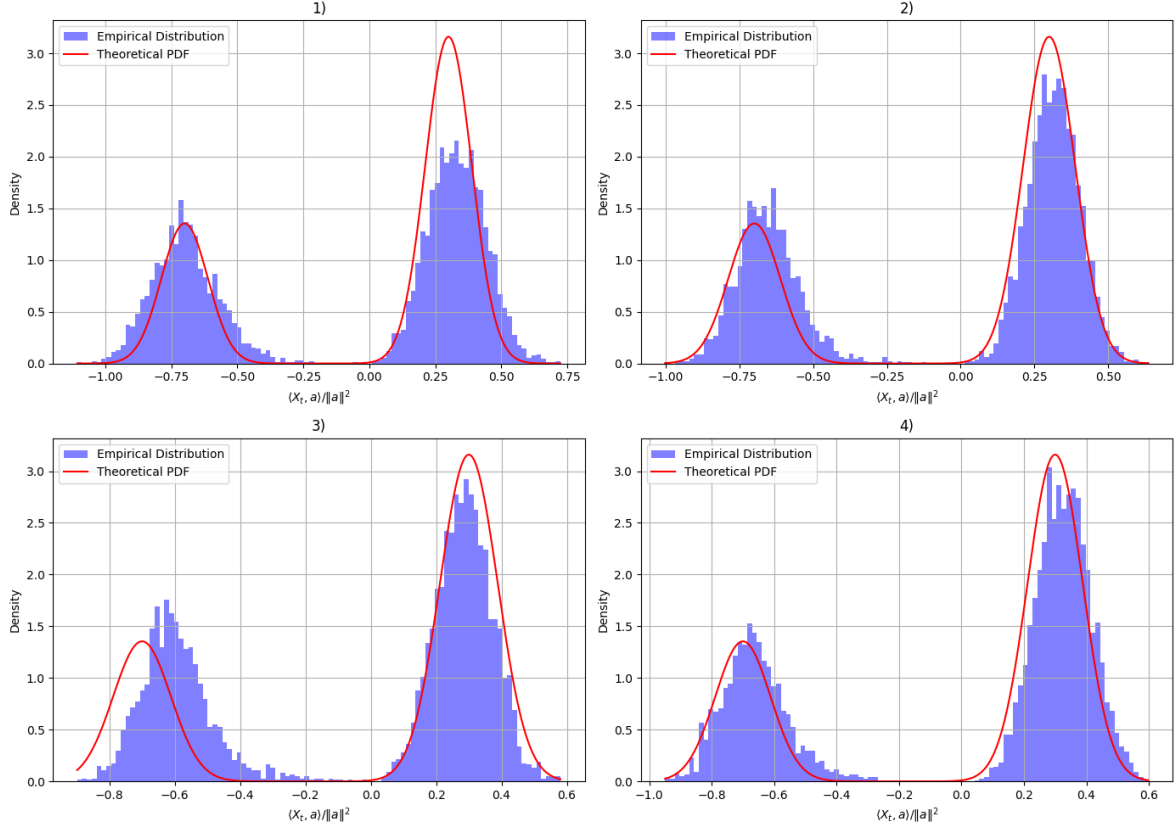 1)
Empirical Distribution
Theoretical PDF
3.0
2.5
2.0
1.5
1.0
0.5
0.0
Density
−1.00 −0.75 −0.50 −0.25 0.00 0.25 0.50 0.75
⟨X_t, a⟩/‖a‖²
2)
Empirical Distribution
Theoretical PDF
3.0
2.5
2.0
1.5
1.0
0.5
0.0
Density
−1.00 −0.75 −0.50 −0.25 0.00 0.25 0.50
⟨X_t, a⟩/‖a‖²
3)
Empirical Distribution
Theoretical PDF
3.0
2.5
2.0
1.5
1.0
0.5
0.0
Density
−0.8 −0.6 −0.4 −0.2 0.0 0.2 0.4 0.6
⟨X_t, a⟩/‖a‖²
4)
Empirical Distribution
Theoretical PDF
3.0
2.5
2.0
1.5
1.0
0.5
0.0
Density
−1.0 −0.8 −0.6 −0.4 −0.2 0.0 0.2 0.4 0.6
⟨X_t, a⟩/‖a‖²